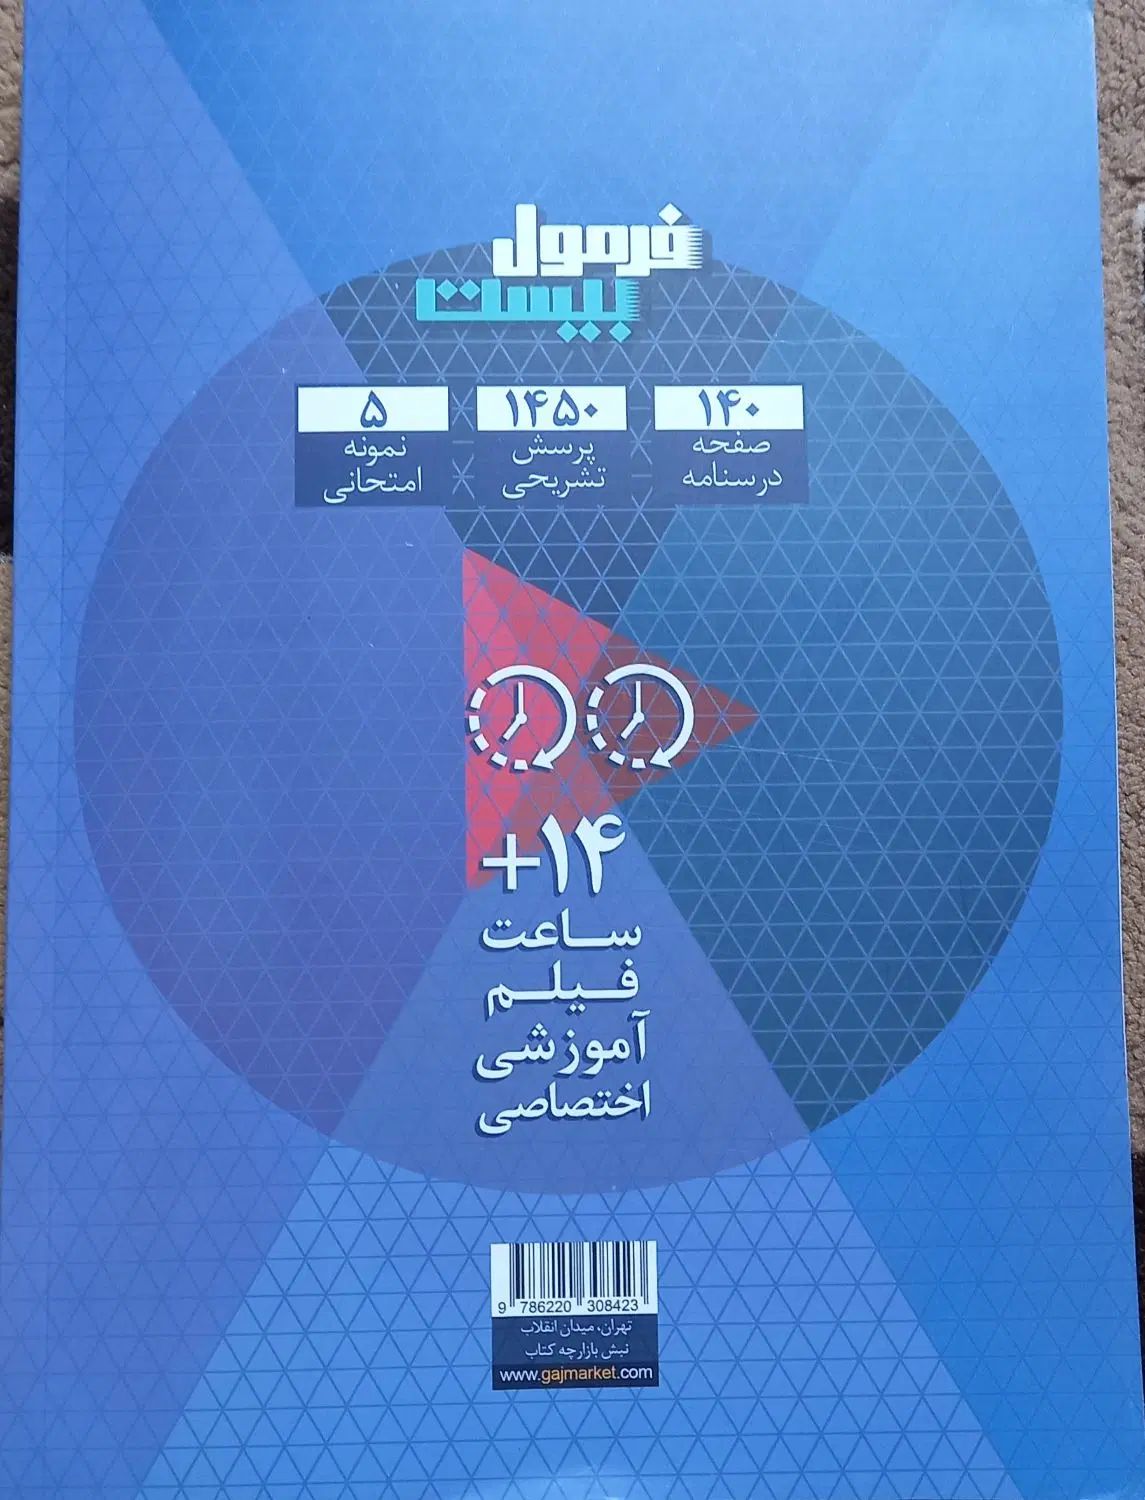 فرمول
بیست
۱۴۰
صفحه
درسنامه
۱۴۵۰
پرسش
تشریحی
۵
نمونه
امتحانی
۱۴+
ساعت
فیلم
آموزشی
اختصاصی
9 786220 308423
تهران، میدان انقلاب
نبش بازارچه کتاب
www.gajmarket.com